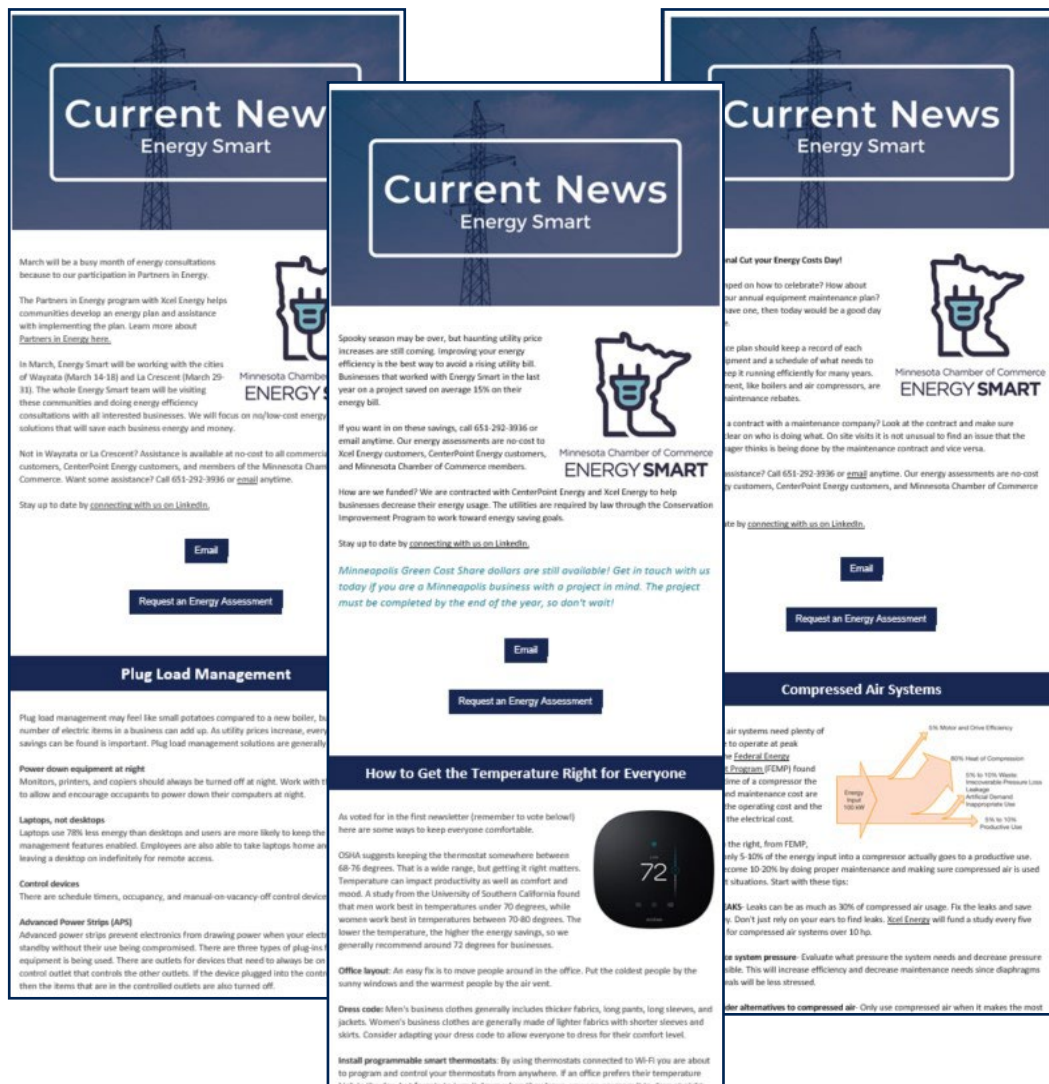 Current New
Energy Smart
March will be a busy month of energy consultations
because to our participation in Partners in Energy.
The Partners in Energy program with Xcel Energy helps
communities develop an energy plan and assistance
with implementing the plan. Learn more about
Partners in Energy here.
In March, Energy Smart will be working with the cities
of Wayzata (March 14-18) and La Crescent (March 29-
31). The whole Energy Smart team will be visiting
these communities and doing energy efficiency
consultations with all interested businesses. We will focus on no/low-cost energy
solutions that will save each business energy and money.
Minnesota Chamber
ENERGY S
Not in Wayzata or La Crescent? Assistance is available at no-cost to all commercial
customers, CenterPoint Energy customers, and members of the Minnesota Cham
Commerce. Want some assistance? Call 651-292-3936 or email anytime.
Stay up to date by connecting with us on LinkedIn.
Email
Request an Energy Assessment
Plug Load Management
Plug load management may feel like small potatoes compared to a new boiler, bu
number of electric items in a business can add up. As utility prices increase, every
savings can be found is important. Plug load management solutions are generally
Power down equipment at night
Monitors, printers, and copiers should always be turned off at night. Work with
to allow and encourage occupants to power down their computers at night.
Laptops, not desktops
Laptops use 78% less energy than desktops and users are more likely to keep the
management features enabled. Employees are also able to take laptops home an
leaving a desktop on indefinitely for remote access.
Control devices
There are schedule timers, occupancy, and manual-on-vacancy-off control device
Advanced Power Strips (APS)
Advanced power strips prevent electronics from drawing power when your elect
standby without their use being compromised. There are three types of plug-ins
equipment is being used. There are outlets for devices that need to always be on
control outlet that controls the other outlets. If the device plugged into the contr
then the items that are in the controlled outlets are also turned off.
Current News
Energy Smart
Spooky season may be over, but haunting utility price
increases are still coming. Improving your energy
efficiency is the best way to avoid a rising utility bill.
Businesses that worked with Energy Smart in the last
year on a project saved on average 35% on their
energy bill.
If you want in on these savings, call 651-292-3936 or
email anytime. Our energy assessments are no-cost to
Xcel Energy customers, CenterPoint Energy customers,
and Minnesota Chamber of Commerce members.
Minnesota Chamber of Commerce
ENERGY SMART
How are we funded? We are contracted with CenterPoint Energy and Xcel Energy to help
businesses decrease their energy usage. The utilities are required by law through the Conservation
Improvement Program to work toward energy saving goals.
Stay up to date by connecting with us on LinkedIn.
Minneapolis Green Cost Share dollars are still available! Get in touch with us
today if you are a Minneapolis business with a project in mind. The project
must be completed by the end of the year, so don't wait!
Email
Request an Energy Assessment
How to Get the Temperature Right for Everyone
As voted for in the first newsletter (remember to vote below!)
here are some ways to keep everyone comfortable.
OSHA suggests keeping the thermostat somewhere between
68-76 degrees. That is a wide range, but getting it right matters.
Temperature can impact productivity as well as comfort and
mood. A study from the University of Southern California found
that men work best in temperatures under 70 degrees, while
women work best in temperatures between 70-80 degrees. The
lower the temperature, the higher the energy savings, so we
generally recommend around 72 degrees for businesses.
72
Office layout: An easy fix is to move people around in the office. Put the coldest people by the
sunny windows and the warmest people by the air vent.
Dress code: Men's business clothes generally includes thicker fabrics, long pants, long sleeves, and
jackets. Women's business clothes are generally made of lighter fabrics with shorter sleeves and
skirts. Consider adapting your dress code to allow everyone to dress for their comfort level.
Install programmable smart thermostats: By using thermostats connected to Wi-Fi you are about
to program and control your thermostats from anywhere. If an office prefers their temperature
Current News
Energy Smart
nal Cut your Energy Costs Day!
ped on how to celebrate? How about
our annual equipment maintenance plan?
have one, then today would be a good day
e.
ce plan should keep a record of each
pment and a schedule of what needs to
ep it running efficiently for many years.
ment, like boilers and air compressors, are
maintenance rebates.
Minnesota Chamber of Commerce
ENERGY SMART
a contract with a maintenance company? Look at the contract and make sure
clear on who is doing what. On site visits it is not unusual to find an issue that the
ager thinks is being done by the maintenance contract and vice versa.
assistance? Call 651-292-3936 or email anytime. Our energy assessments are no-cost
gy customers, CenterPoint Energy customers, and Minnesota Chamber of Commerce
ate by connecting with us on LinkedIn.
Email
Request an Energy Assessment
Compressed Air Systems
air systems need plenty of
e to operate at peak
he Federal Energy
t Program (FEMP) found
time of a compressor the
nd maintenance cost are
the operating cost and the
the electrical cost.
5% Motor and Drive Efficiency
80% Heat of Compression
5% to 10% Waste:
Inrecoverable Pressure Loss
Leakage
Artificial Demand
Inappropriate Use
5% to 10%
Productive Use
Energy
Input
100 kW
the right, from FEMP,
only 5-10% of the energy input into a compressor actually goes to a productive use.
ecome 10-20% by doing proper maintenance and making sure compressed air is used
t situations. Start with these tips:
EAKS- Leaks can be as much as 30% of compressed air usage. Fix the leaks and save
y. Don't just rely on your ears to find leaks. Xcel Energy will fund a study every five
for compressed air systems over 10 hp.
ce system pressure- Evaluate what pressure the system needs and decrease pressure
sible. This will increase efficiency and decrease maintenance needs since diaphragms
eals will be less stressed.
der alternatives to compressed air- Only use compressed air when it makes the most